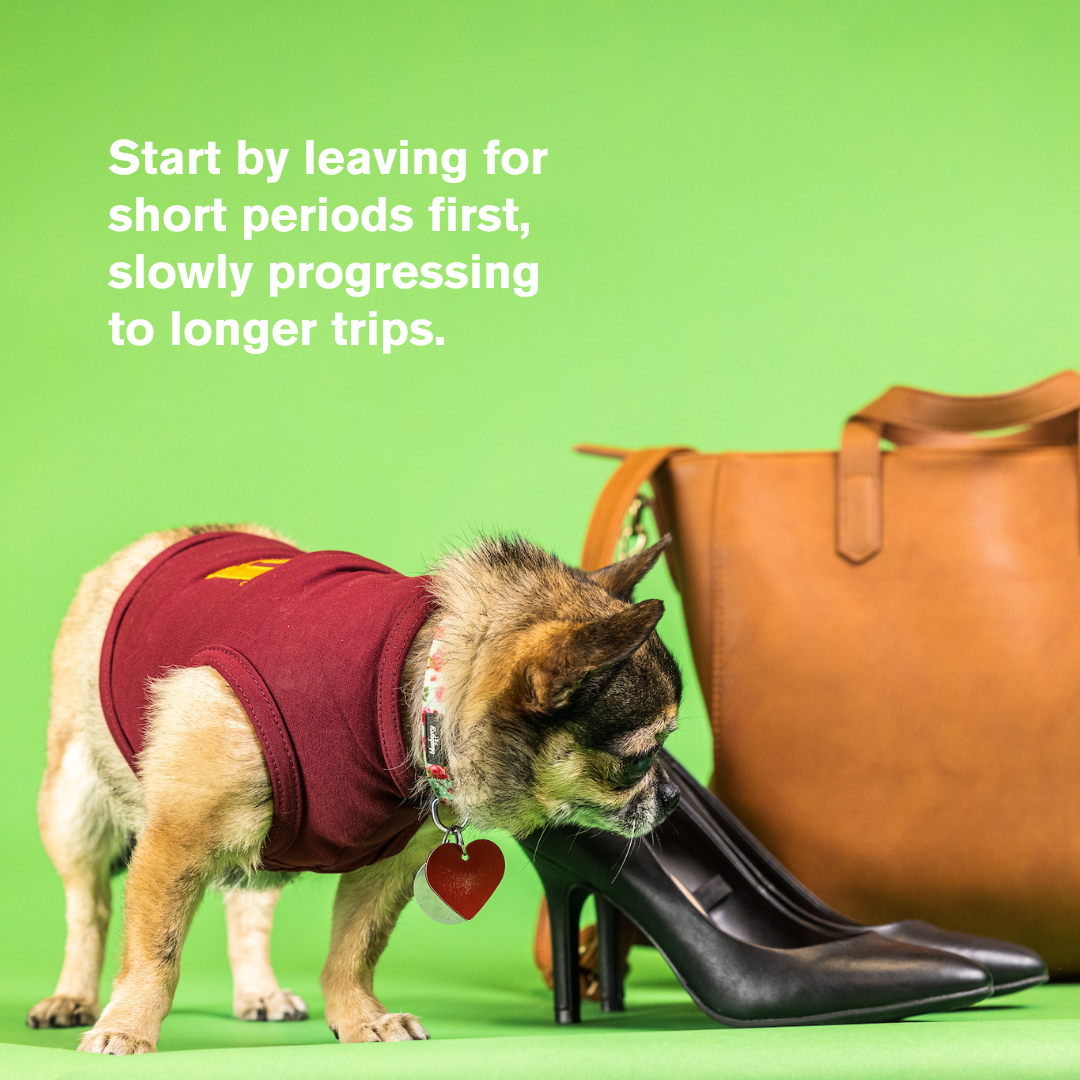 Start by leaving for
short periods first,
slowly progressing
to longer trips.